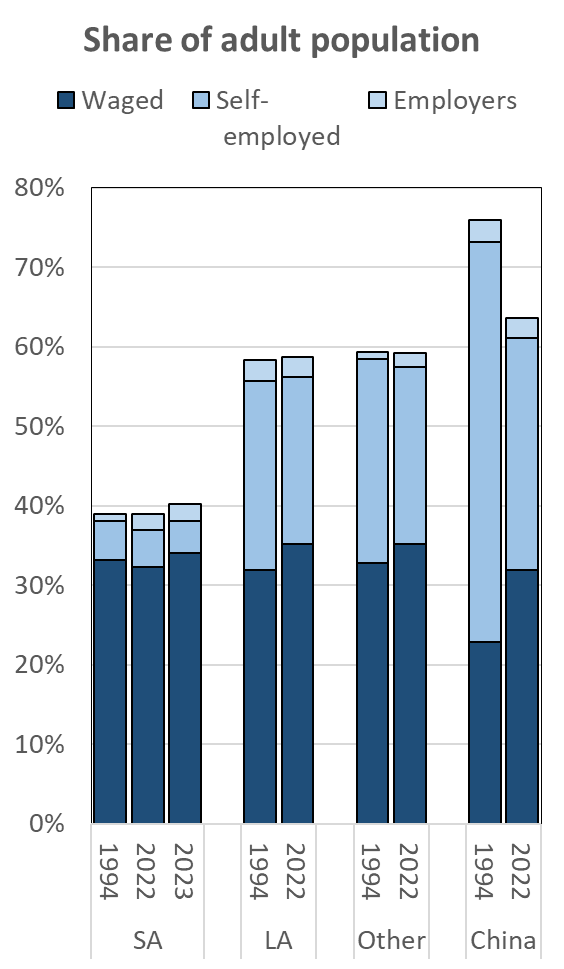 Share of adult population
Waged Self- Employers
employed
80%
70%
60%
50%
40%
30%
20%
10%
0%
1994 2022 2023 1994 2022 1994 2022 1994 2022
SA LA Other China